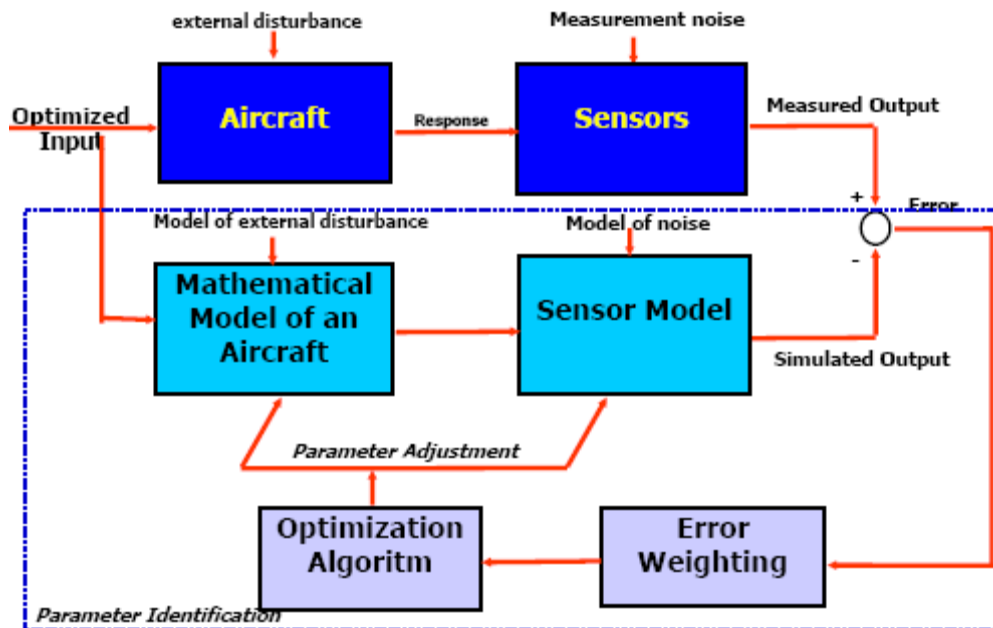 external disturbance
Measurement noise
Optimized
Input
Aircraft
Response
Sensors
Measured Output
+
Error
Model of external disturbance
Model of noise
-
Mathematical
Model of an
Aircraft
Sensor Model
Simulated Output
Parameter Adjustment
Optimization
Algoritm
Error
Weighting
Parameter Identification